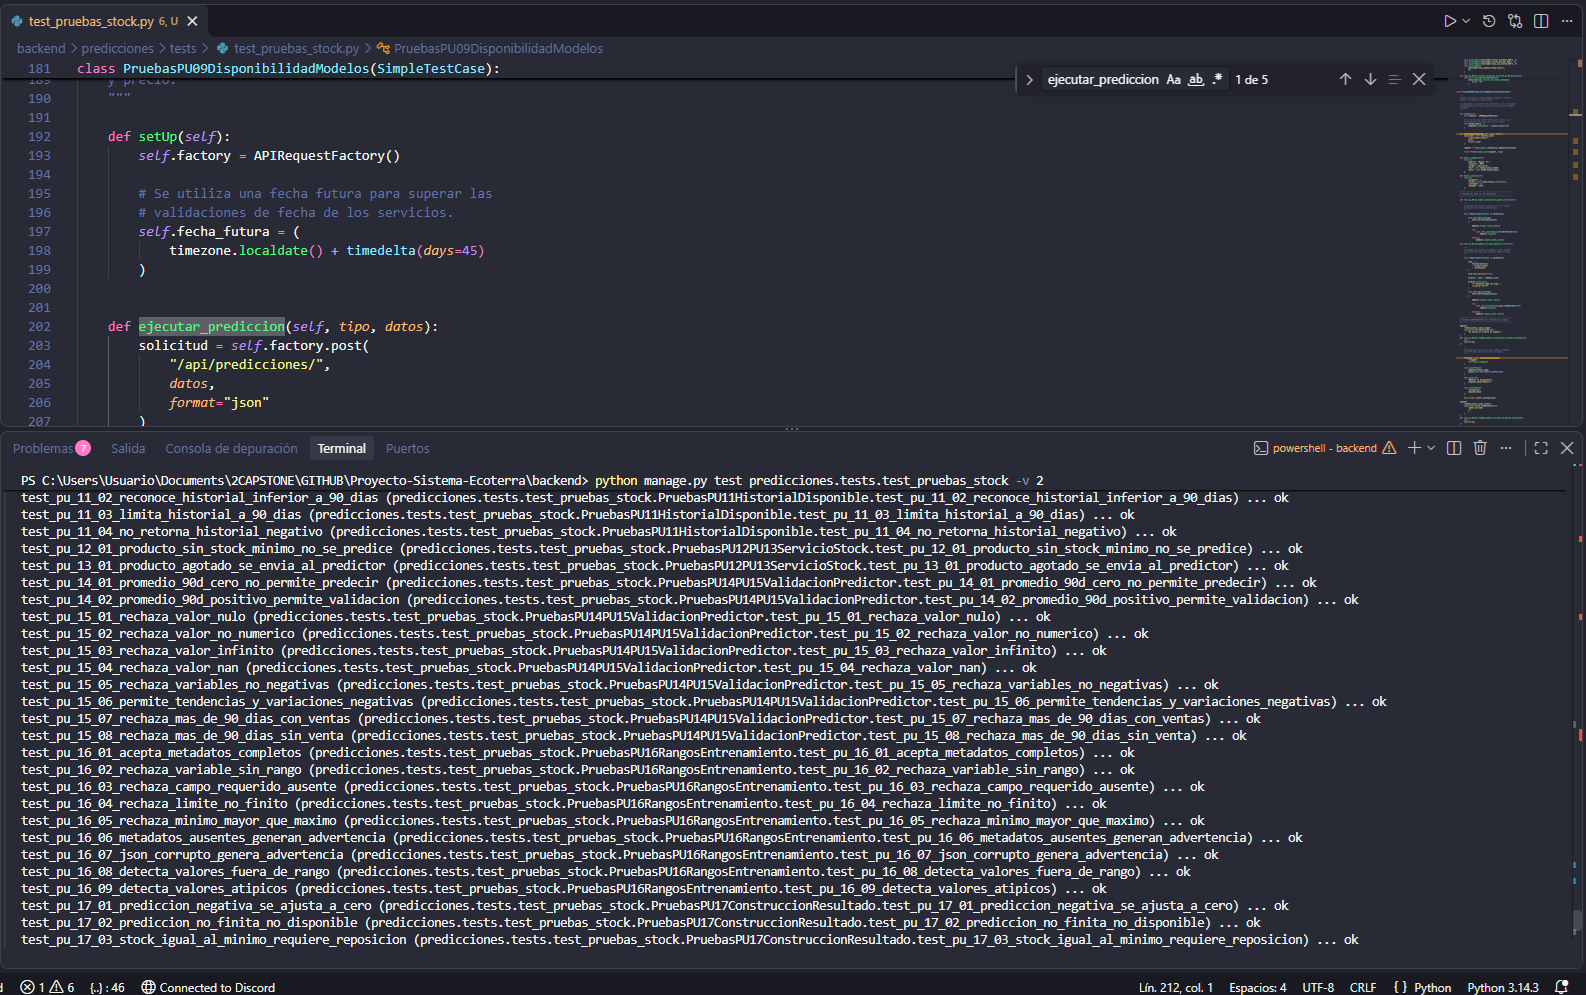 test_pruebas_stock.py 6, U
backend > predicciones > tests > test_pruebas_stock.py > PruebasPU09DisponibilidadModelos
181 class PruebasPU09DisponibilidadModelos(SimpleTestCase):
189 y precio.
190 """
191
192 def setUp(self):
193 self.factory = APIRequestFactory()
194
195 # Se utiliza una fecha futura para superar las
196 # validaciones de fecha de los servicios.
197 self.fecha_futura = (
198 timezone.localdate() + timedelta(days=45)
199 )
200
201
202 def ejecutar_prediccion(self, tipo, datos):
203 solicitud = self.factory.post(
204 "/api/predicciones/",
205 datos,
206 format="json"
207 )
ejecutar_prediccion Aa ab .* 1 de 5
Problemas 7 Salida Consola de depuración Terminal Puertos powershell - backend
PS C:\Users\Usuario\Documents\2CAPSTONE\GITHUB\Proyecto-Sistema-Ecoterra\backend> python manage.py test predicciones.tests.test_pruebas_stock -v 2
test_pu_11_02_reconoce_historial_inferior_a_90_dias (predicciones.tests.test_pruebas_stock.PruebasPU11HistorialDisponible.test_pu_11_02_reconoce_historial_inferior_a_90_dias) ... ok
test_pu_11_03_limita_historial_a_90_dias (predicciones.tests.test_pruebas_stock.PruebasPU11HistorialDisponible.test_pu_11_03_limita_historial_a_90_dias) ... ok
test_pu_11_04_no_retorna_historial_negativo (predicciones.tests.test_pruebas_stock.PruebasPU11HistorialDisponible.test_pu_11_04_no_retorna_historial_negativo) ... ok
test_pu_12_01_producto_sin_stock_minimo_no_se_predice (predicciones.tests.test_pruebas_stock.PruebasPU12PU13ServicioStock.test_pu_12_01_producto_sin_stock_minimo_no_se_predice) ... ok
test_pu_13_01_producto_agotado_se_envia_al_predictor (predicciones.tests.test_pruebas_stock.PruebasPU12PU13ServicioStock.test_pu_13_01_producto_agotado_se_envia_al_predictor) ... ok
test_pu_14_01_promedio_90d_cero_no_permite_predecir (predicciones.tests.test_pruebas_stock.PruebasPU14PU15ValidacionPredictor.test_pu_14_01_promedio_90d_cero_no_permite_predecir) ... ok
test_pu_14_02_promedio_90d_positivo_permite_validacion (predicciones.tests.test_pruebas_stock.PruebasPU14PU15ValidacionPredictor.test_pu_14_02_promedio_90d_positivo_permite_validacion) ... ok
test_pu_15_01_rechaza_valor_nulo (predicciones.tests.test_pruebas_stock.PruebasPU14PU15ValidacionPredictor.test_pu_15_01_rechaza_valor_nulo) ... ok
test_pu_15_02_rechaza_valor_no_numerico (predicciones.tests.test_pruebas_stock.PruebasPU14PU15ValidacionPredictor.test_pu_15_02_rechaza_valor_no_numerico) ... ok
test_pu_15_03_rechaza_valor_infinito (predicciones.tests.test_pruebas_stock.PruebasPU14PU15ValidacionPredictor.test_pu_15_03_rechaza_valor_infinito) ... ok
test_pu_15_04_rechaza_valor_nan (predicciones.tests.test_pruebas_stock.PruebasPU14PU15ValidacionPredictor.test_pu_15_04_rechaza_valor_nan) ... ok
test_pu_15_05_rechaza_variables_no_negativas (predicciones.tests.test_pruebas_stock.PruebasPU14PU15ValidacionPredictor.test_pu_15_05_rechaza_variables_no_negativas) ... ok
test_pu_15_06_permite_tendencias_y_variaciones_negativas (predicciones.tests.test_pruebas_stock.PruebasPU14PU15ValidacionPredictor.test_pu_15_06_permite_tendencias_y_variaciones_negativas) ... ok
test_pu_15_07_rechaza_mas_de_90_dias_con_ventas (predicciones.tests.test_pruebas_stock.PruebasPU14PU15ValidacionPredictor.test_pu_15_07_rechaza_mas_de_90_dias_con_ventas) ... ok
test_pu_15_08_rechaza_mas_de_90_dias_sin_venta (predicciones.tests.test_pruebas_stock.PruebasPU14PU15ValidacionPredictor.test_pu_15_08_rechaza_mas_de_90_dias_sin_venta) ... ok
test_pu_16_01_acepta_metadatos_completos (predicciones.tests.test_pruebas_stock.PruebasPU16RangosEntrenamiento.test_pu_16_01_acepta_metadatos_completos) ... ok
test_pu_16_02_rechaza_variable_sin_rango (predicciones.tests.test_pruebas_stock.PruebasPU16RangosEntrenamiento.test_pu_16_02_rechaza_variable_sin_rango) ... ok
test_pu_16_03_rechaza_campo_requerido_ausente (predicciones.tests.test_pruebas_stock.PruebasPU16RangosEntrenamiento.test_pu_16_03_rechaza_campo_requerido_ausente) ... ok
test_pu_16_04_rechaza_limite_no_finito (predicciones.tests.test_pruebas_stock.PruebasPU16RangosEntrenamiento.test_pu_16_04_rechaza_limite_no_finito) ... ok
test_pu_16_05_rechaza_minimo_mayor_que_maximo (predicciones.tests.test_pruebas_stock.PruebasPU16RangosEntrenamiento.test_pu_16_05_rechaza_minimo_mayor_que_maximo) ... ok
test_pu_16_06_metadatos_ausentes_generan_advertencia (predicciones.tests.test_pruebas_stock.PruebasPU16RangosEntrenamiento.test_pu_16_06_metadatos_ausentes_generan_advertencia) ... ok
test_pu_16_07_json_corrupto_genera_advertencia (predicciones.tests.test_pruebas_stock.PruebasPU16RangosEntrenamiento.test_pu_16_07_json_corrupto_genera_advertencia) ... ok
test_pu_16_08_detecta_valores_fuera_de_rango (predicciones.tests.test_pruebas_stock.PruebasPU16RangosEntrenamiento.test_pu_16_08_detecta_valores_fuera_de_rango) ... ok
test_pu_16_09_detecta_valores_atipicos (predicciones.tests.test_pruebas_stock.PruebasPU16RangosEntrenamiento.test_pu_16_09_detecta_valores_atipicos) ... ok
test_pu_17_01_prediccion_negativa_se_ajusta_a_cero (predicciones.tests.test_pruebas_stock.PruebasPU17ConstruccionResultado.test_pu_17_01_prediccion_negativa_se_ajusta_a_cero) ... ok
test_pu_17_02_prediccion_no_finita_no_disponible (predicciones.tests.test_pruebas_stock.PruebasPU17ConstruccionResultado.test_pu_17_02_prediccion_no_finita_no_disponible) ... ok
test_pu_17_03_stock_igual_al_minimo_requiere_reposicion (predicciones.tests.test_pruebas_stock.PruebasPU17ConstruccionResultado.test_pu_17_03_stock_igual_al_minimo_requiere_reposicion) ... ok
1 6 {..} : 46 Connected to Discord Lín. 212, col. 1 Espacios: 4 UTF-8 CRLF { } Python Python 3.14.3